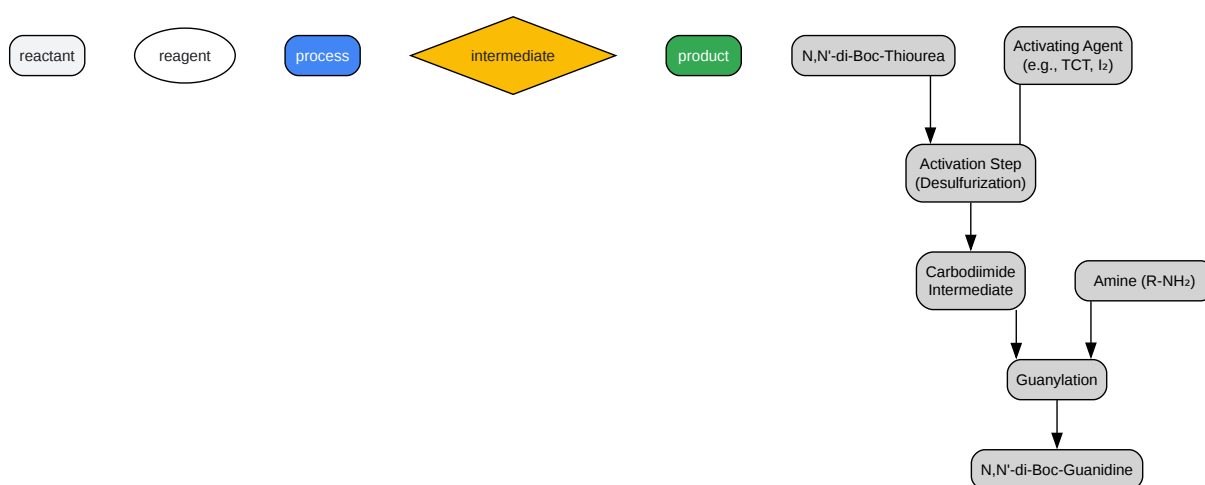 reactant
reagent
process
intermediate
product
N,N'-di-Boc-Thiourea
Activating Agent
(e.g., TCT, I₂)
Activation Step
(Desulfurization)
Carbodiimide
Intermediate
Amine (R-NH₂)
Guanylation
N,N'-di-Boc-Guanidine